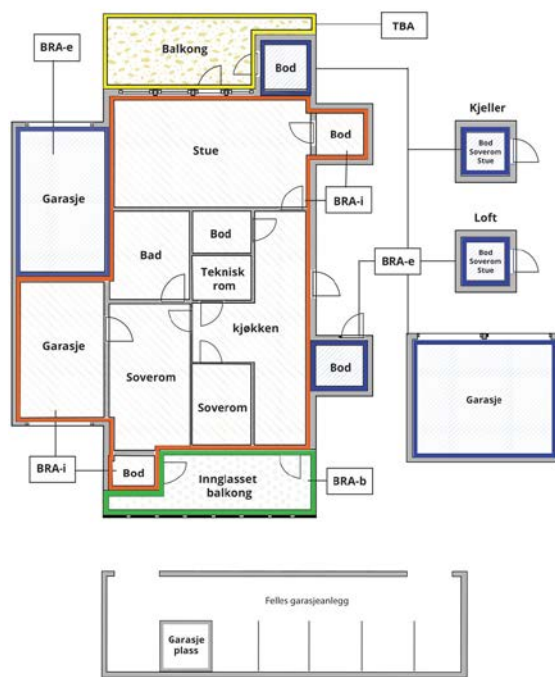 TBA
Balkong
BRA-e
Bod
Kjeller
Bod
Stue
Bod
Soverom
Stue
Garasje
BRA-i
Loft
Bod
Bad
Bod
Soverom
Stue
BRA-e
Teknisk
rom
kjøkken
Garasje
Soverom
Bod
Garasje
Soverom
BRA-i
Bod
Innglasset
balkong
BRA-b
Felles garasjeanlegg
Garasje
plass